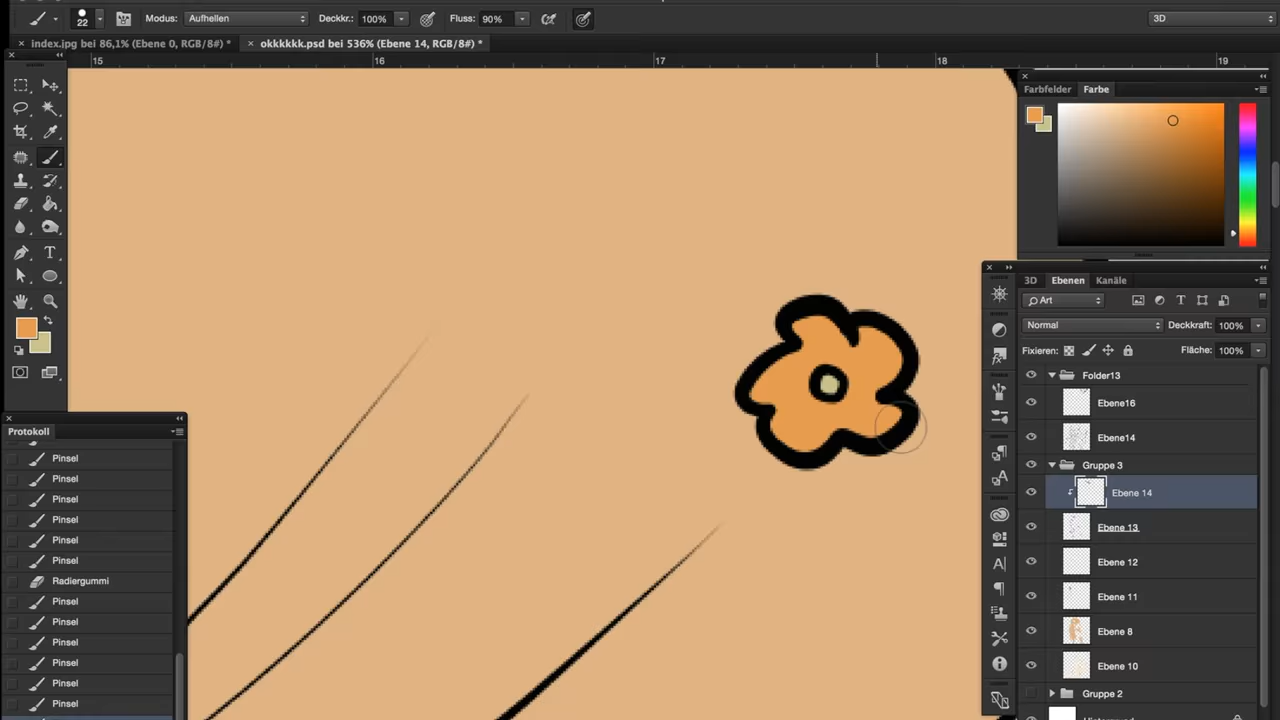 22
Modus:
Aufhellen
Deckkr.:
100%
Fluss:
90%
3D
index.jpg bei 86,1% (Ebene 0, RGB/8#) *
okkkkkk.psd bei 536% (Ebene 14, RGB/8#) *
15
16
17
18
19
Farbfelder
Farbe
3D
Ebenen
Kanäle
Art
Normal
Deckkraft:
100%
Fixieren:
Fläche:
100%
Folder13
Ebene16
Ebene14
Gruppe 3
Ebene 14
Ebene 13
Ebene 12
Ebene 11
Ebene 8
Ebene 10
Gruppe 2
Protokoll
Pinsel
Pinsel
Pinsel
Pinsel
Pinsel
Pinsel
Radiergummi
Pinsel
Pinsel
Pinsel
Pinsel
Pinsel
Pinsel